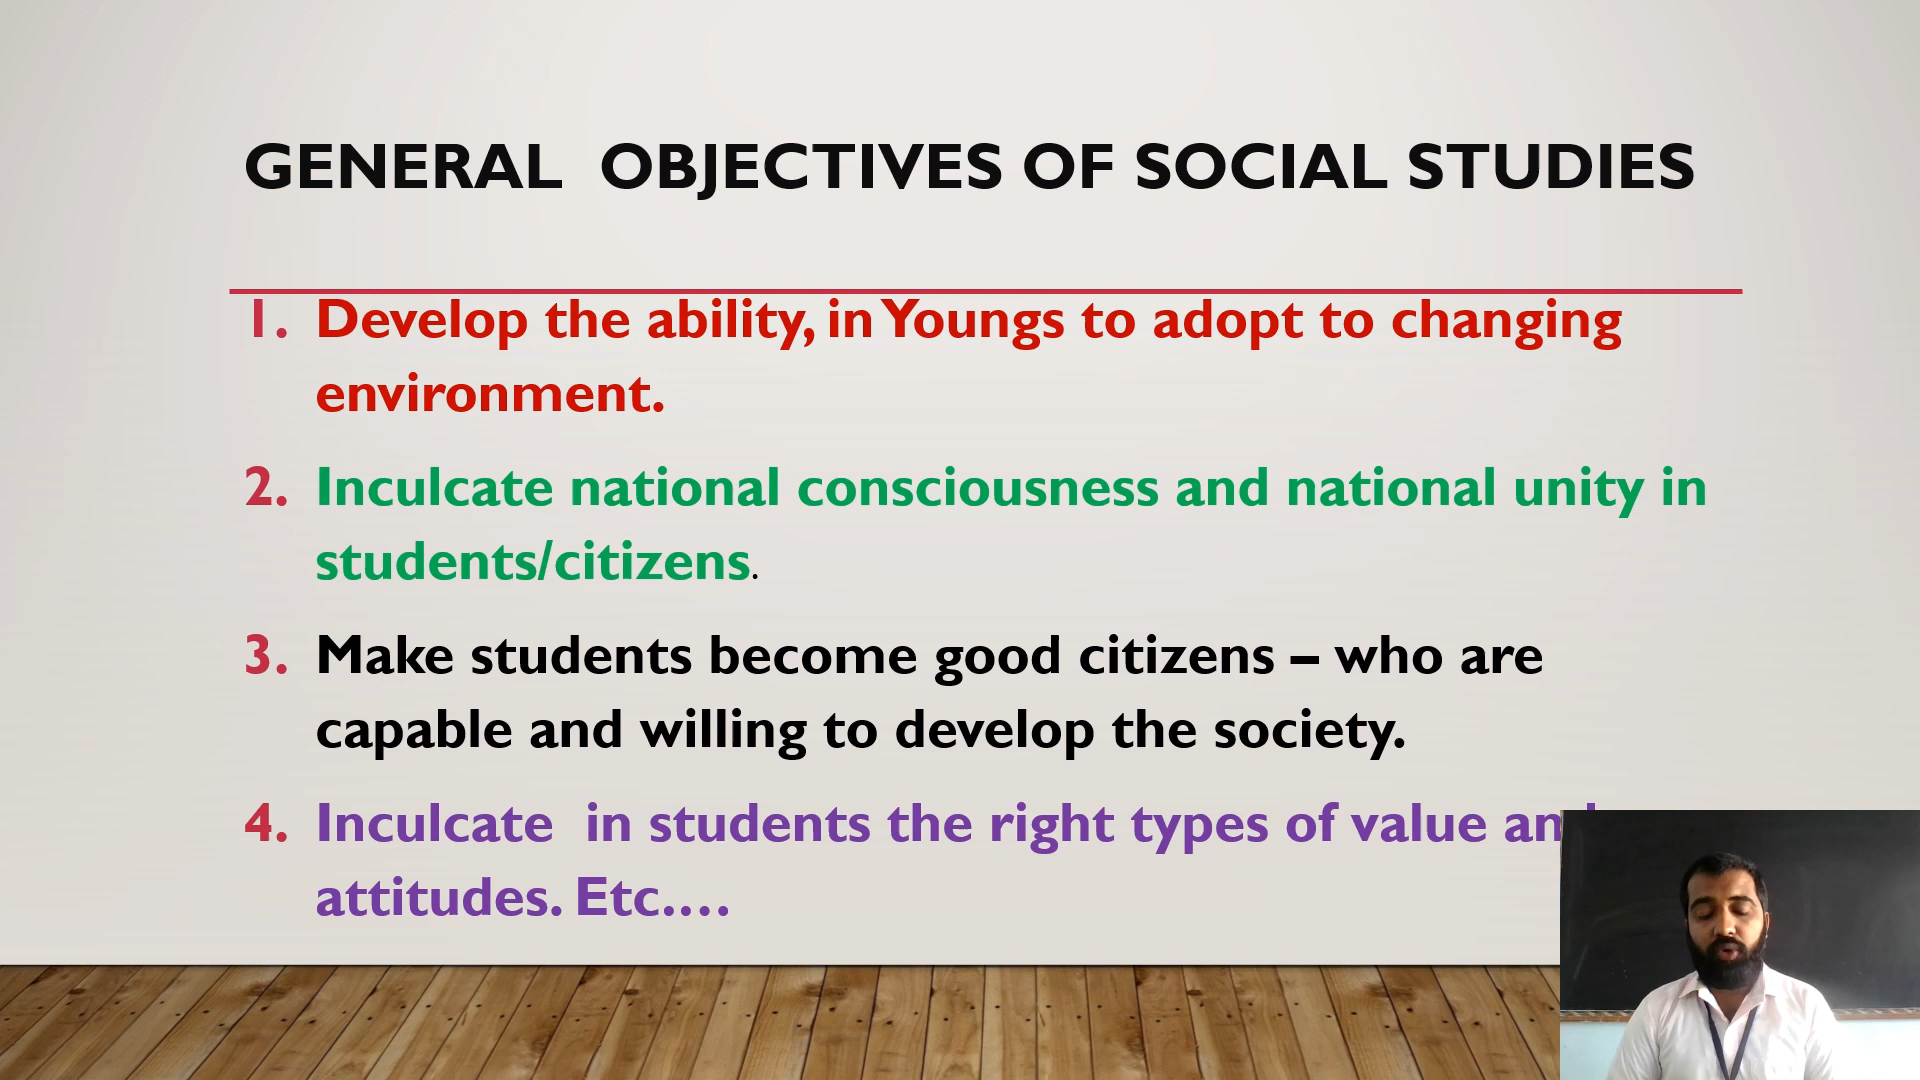 GENERAL OBJECTIVES OF SOCIAL STUDIES
1. Develop the ability, in Youngs to adopt to changing
environment.
2. Inculcate national consciousness and national unity in
students/citizens.
3. Make students become good citizens – who are
capable and willing to develop the society.
4. Inculcate in students the right types of value and
attitudes. Etc....